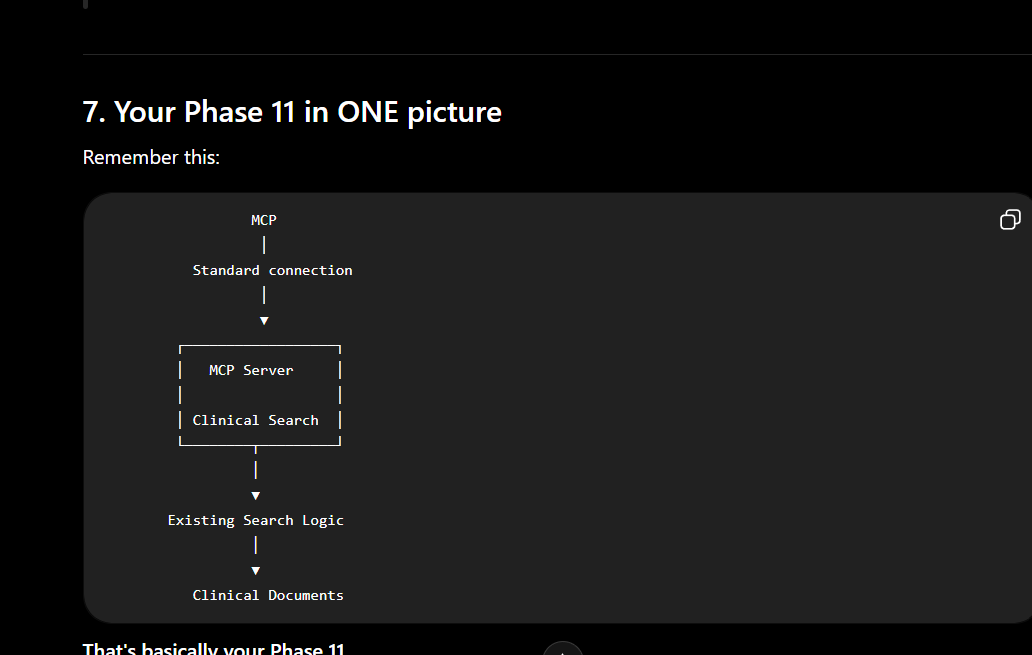 7. Your Phase 11 in ONE picture
Remember this:
MCP
Standard connection
MCP Server
Clinical Search
Existing Search Logic
Clinical Documents
That's basically your Phase 11